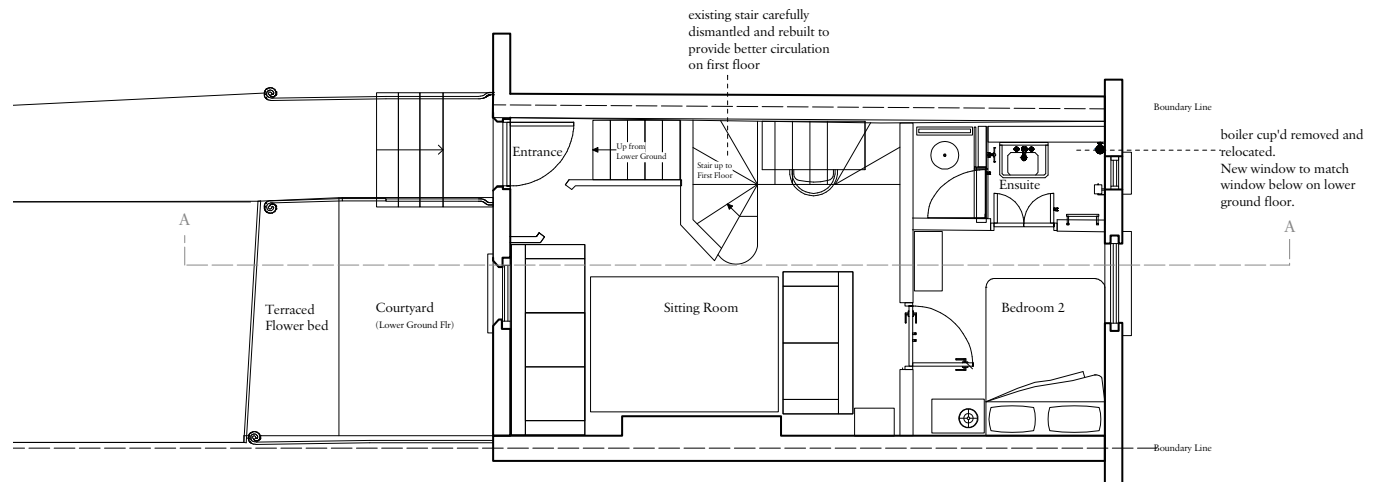 existing stair carefully
dismantled and rebuilt to
provide better circulation
on first floor
Boundary Line
boiler cup'd removed and
relocated.
New window to match
window below on lower
ground floor.
Entrance
Up from
Lower Ground
Stair up to
First Floor
Ensuite
A
A
Terraced
Flower bed
Courtyard
(Lower Ground Flr)
Sitting Room
Bedroom 2
Boundary Line